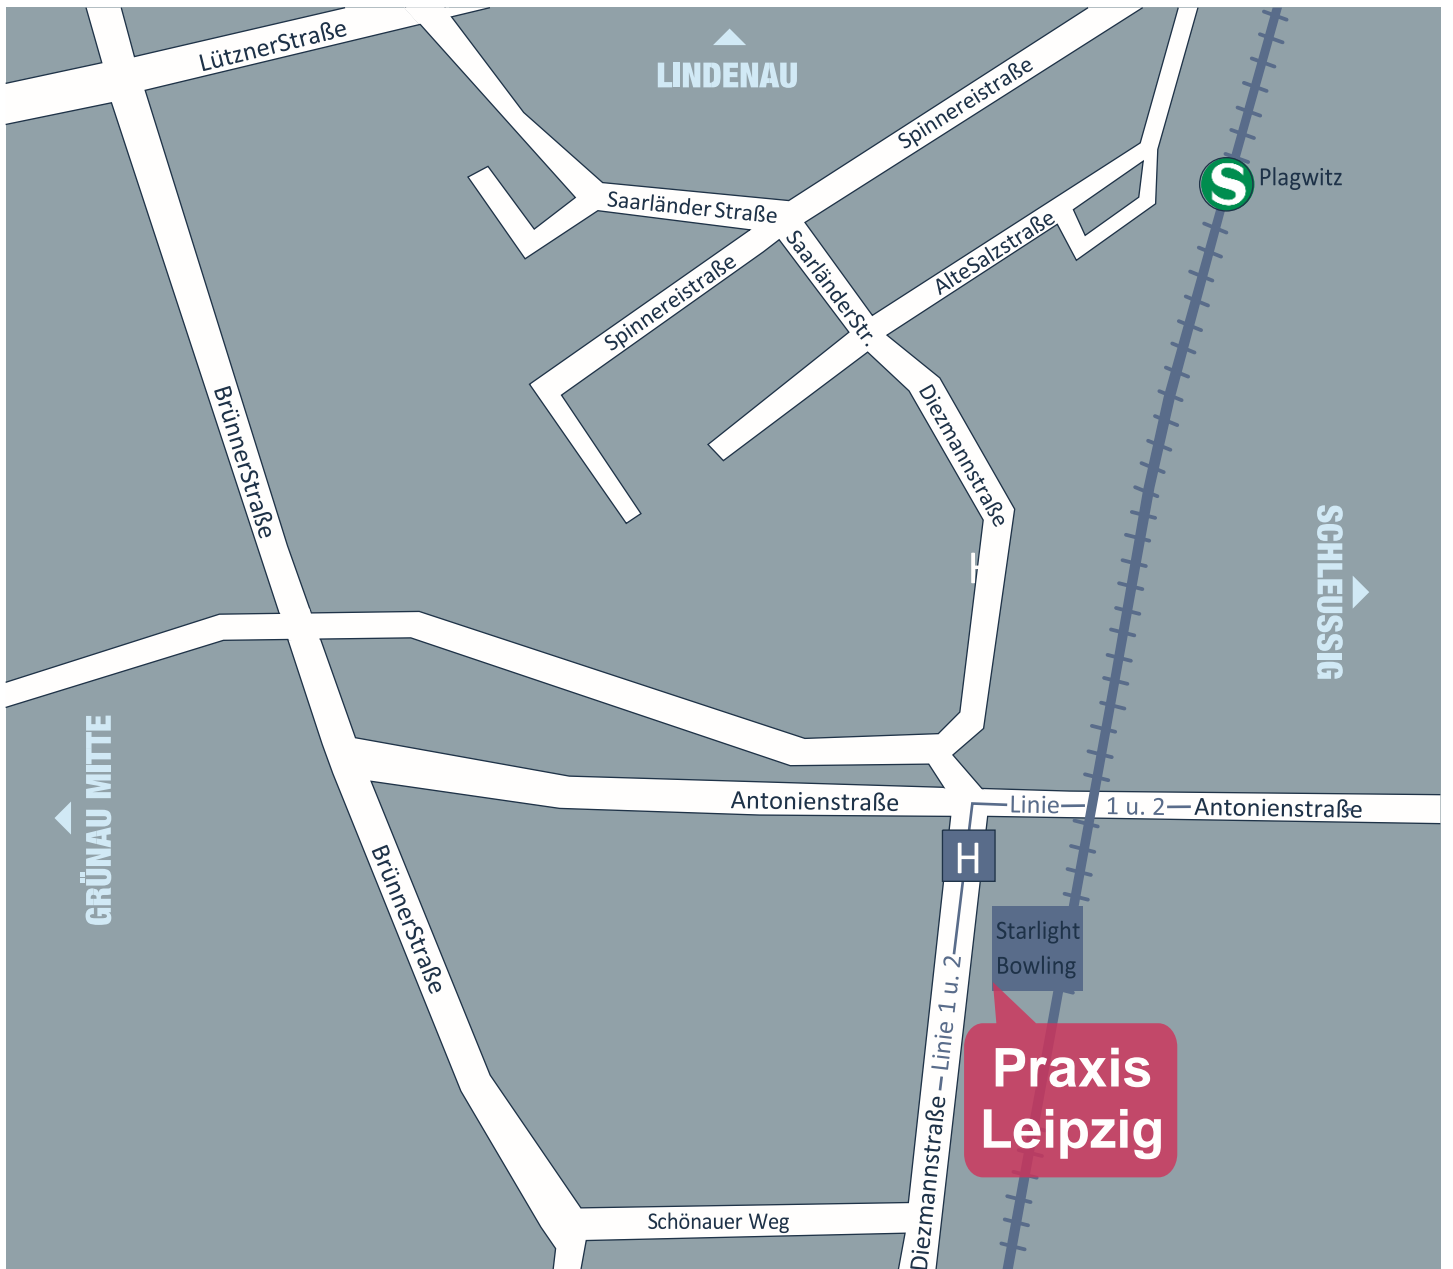 LütznerStraße
LINDENAU
Spinnereistraße
S Plagwitz
Saarländer Straße
SaarländerStr.
AlteSalzstraße
Spinnereistraße
BrünnerStraße
Diezmannstraße
H
SCHLEUSSIG
GRÜNAU MITTE
Antonienstraße
Linie 1 u. 2
Antonienstraße
H
BrünnerStraße
Starlight
Bowling
Linie 1 u. 2
Praxis
Leipzig
Diezmannstraße
Schönauer Weg